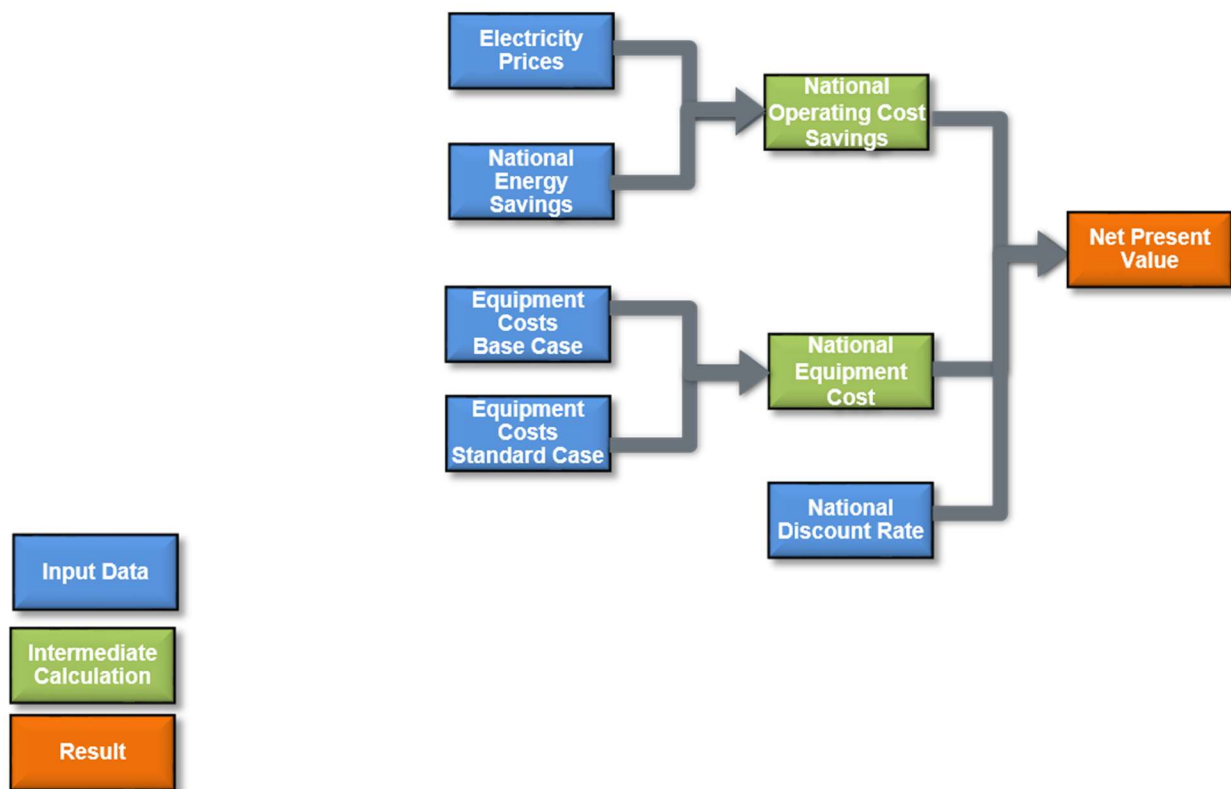 Electricity
Prices
National
Operating Cost
Savings
National
Energy
Savings
Net Present
Value
Equipment
Costs
Base Case
National
Equipment
Cost
Equipment
Costs
Standard Case
National
Discount Rate
Input Data
Intermediate
Calculation
Result